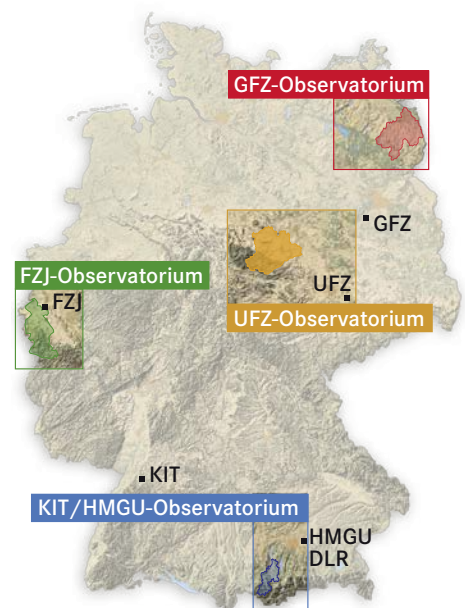 GFZ-Observatorium
GFZ
FZJ-Observatorium
FZJ
UFZ
UFZ-Observatorium
KIT
KIT/HMGU-Observatorium
HMGU
DLR